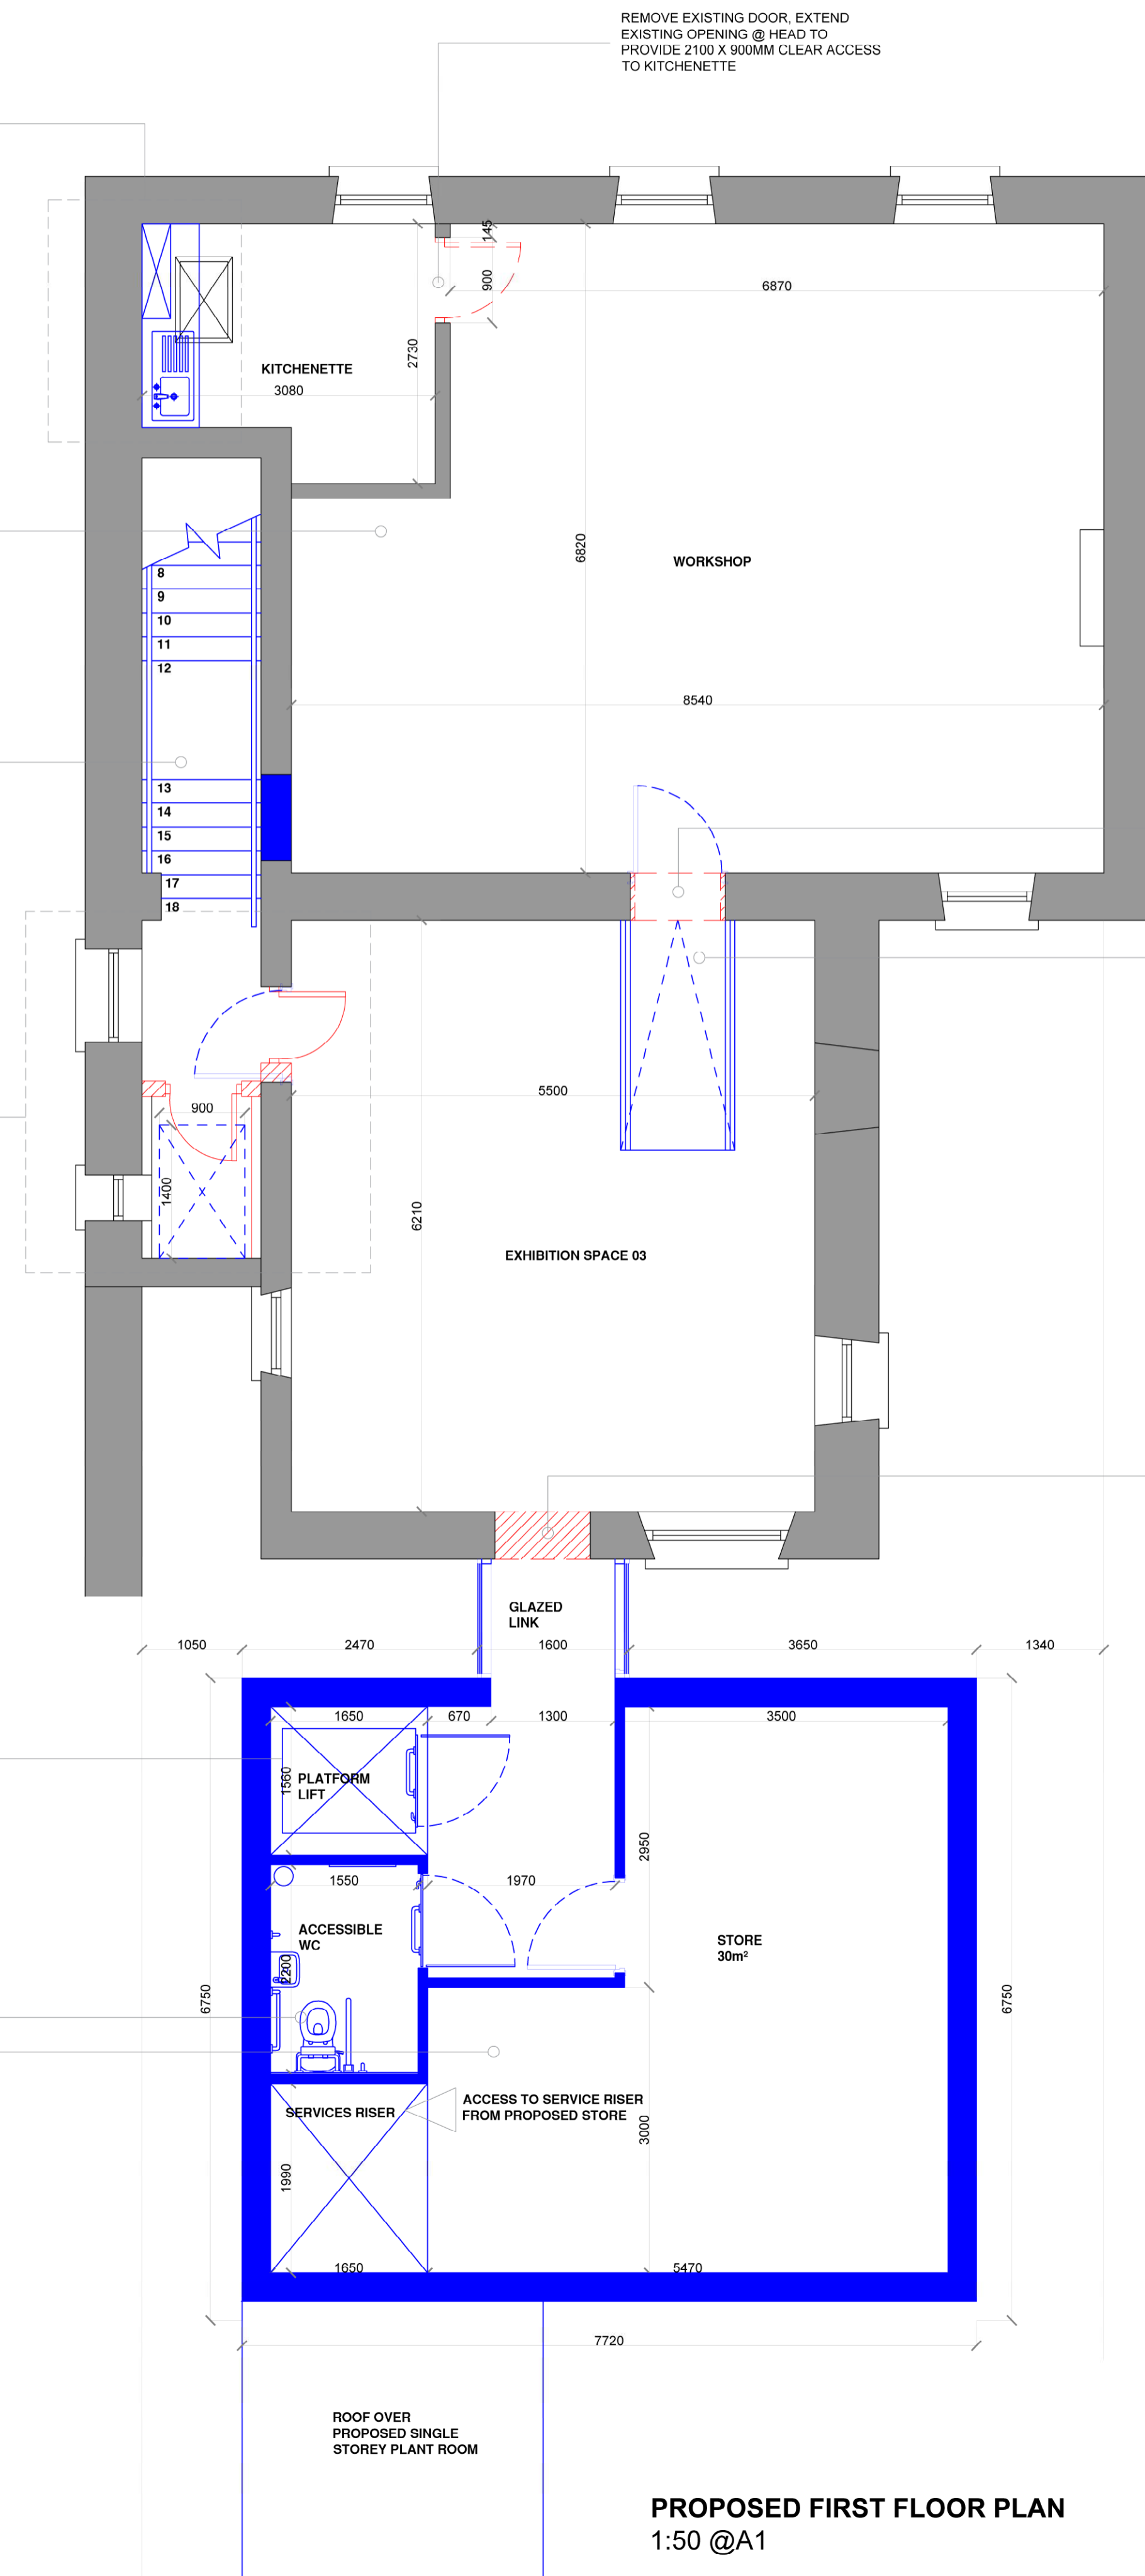 REMOVE EXISTING DOOR, EXTEND
EXISTING OPENING @ HEAD TO
PROVIDE 2100 X 900MM CLEAR ACCESS
TO KITCHENETTE
145
900
6870
2730
KITCHENETTE
3080
6820
WORKSHOP
8
9
10
11
12
8540
13
14
15
16
17
18
5500
900
1400
6210
EXHIBITION SPACE 03
GLAZED
LINK
1050
2470
1600
3650
1340
1650
670
1300
3500
1560
PLATFORM
LIFT
2950
1550
1970
ACCESSIBLE
WC
2200
STORE
30m²
6750
6750
SERVICES RISER
ACCESS TO SERVICE RISER
FROM PROPOSED STORE
3000
1990
1650
5470
7720
ROOF OVER
PROPOSED SINGLE
STOREY PLANT ROOM
PROPOSED FIRST FLOOR PLAN
1:50 @A1